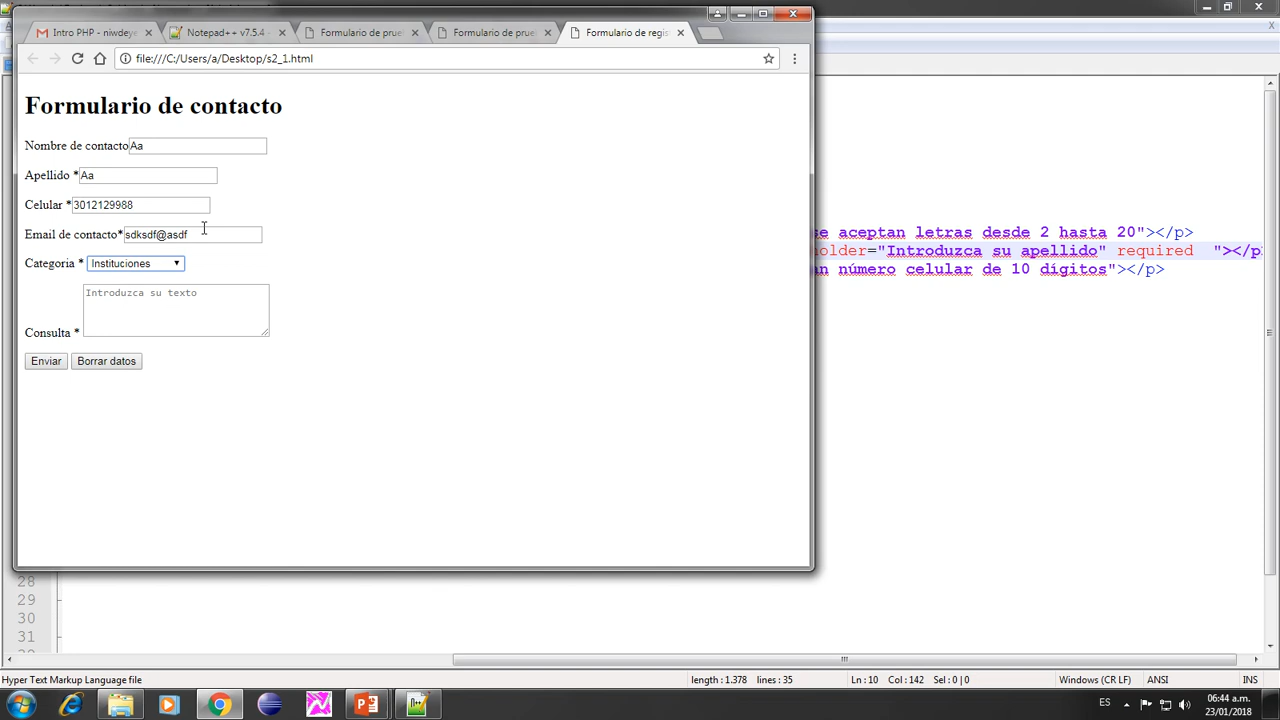 Intro PHP - niwdeye
Notepad++ v7.5.4 -
Formulario de prue
Formulario de prue
Formulario de regis
file:///C:/Users/a/Desktop/s2_1.html
Formulario de contacto
Nombre de contacto Aa
Apellido * Aa
Celular * 3012129988
Email de contacto* sdksdf@asdf
Categoria * Instituciones
Introduzca su texto
Consulta *
Enviar Borrar datos
se aceptan letras desde 2 hasta 20"></p>
holder="Introduzca su apellido" required "></p
an número celular de 10 dígitos"></p>
28
29
30
31
Hyper Text Markup Language file
length : 1.378 lines : 35
Ln : 10 Col : 142 Sel : 0 | 0
Windows (CR LF)
ANSI
INS
ES
06:44 a.m.
23/01/2018